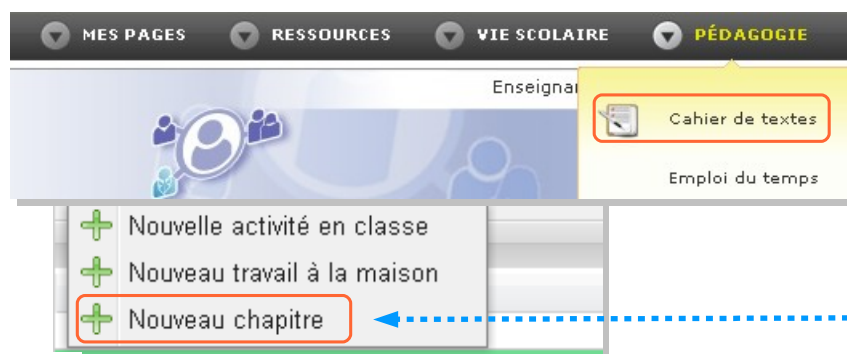 MES PAGES RESSOURCES VIE SCOLAIRE PÉDAGOGIE
Cahier de textes
Emploi du temps
Nouvelle activité en classe
Nouveau travail à la maison
Nouveau chapitre